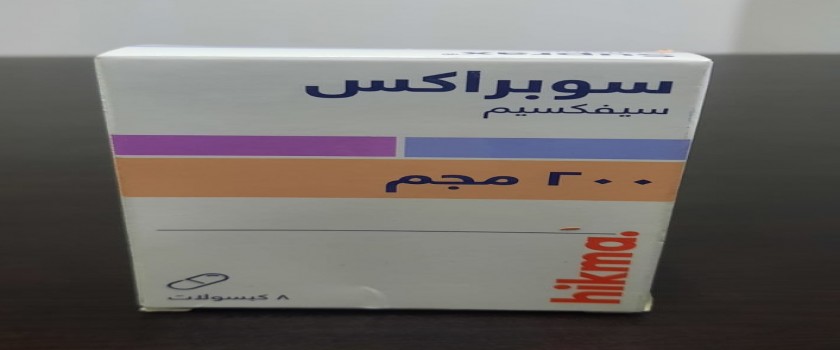 سوبراكس
سيفكسيم
٢٠٠ مجم
hikma.
٨ كبسولات